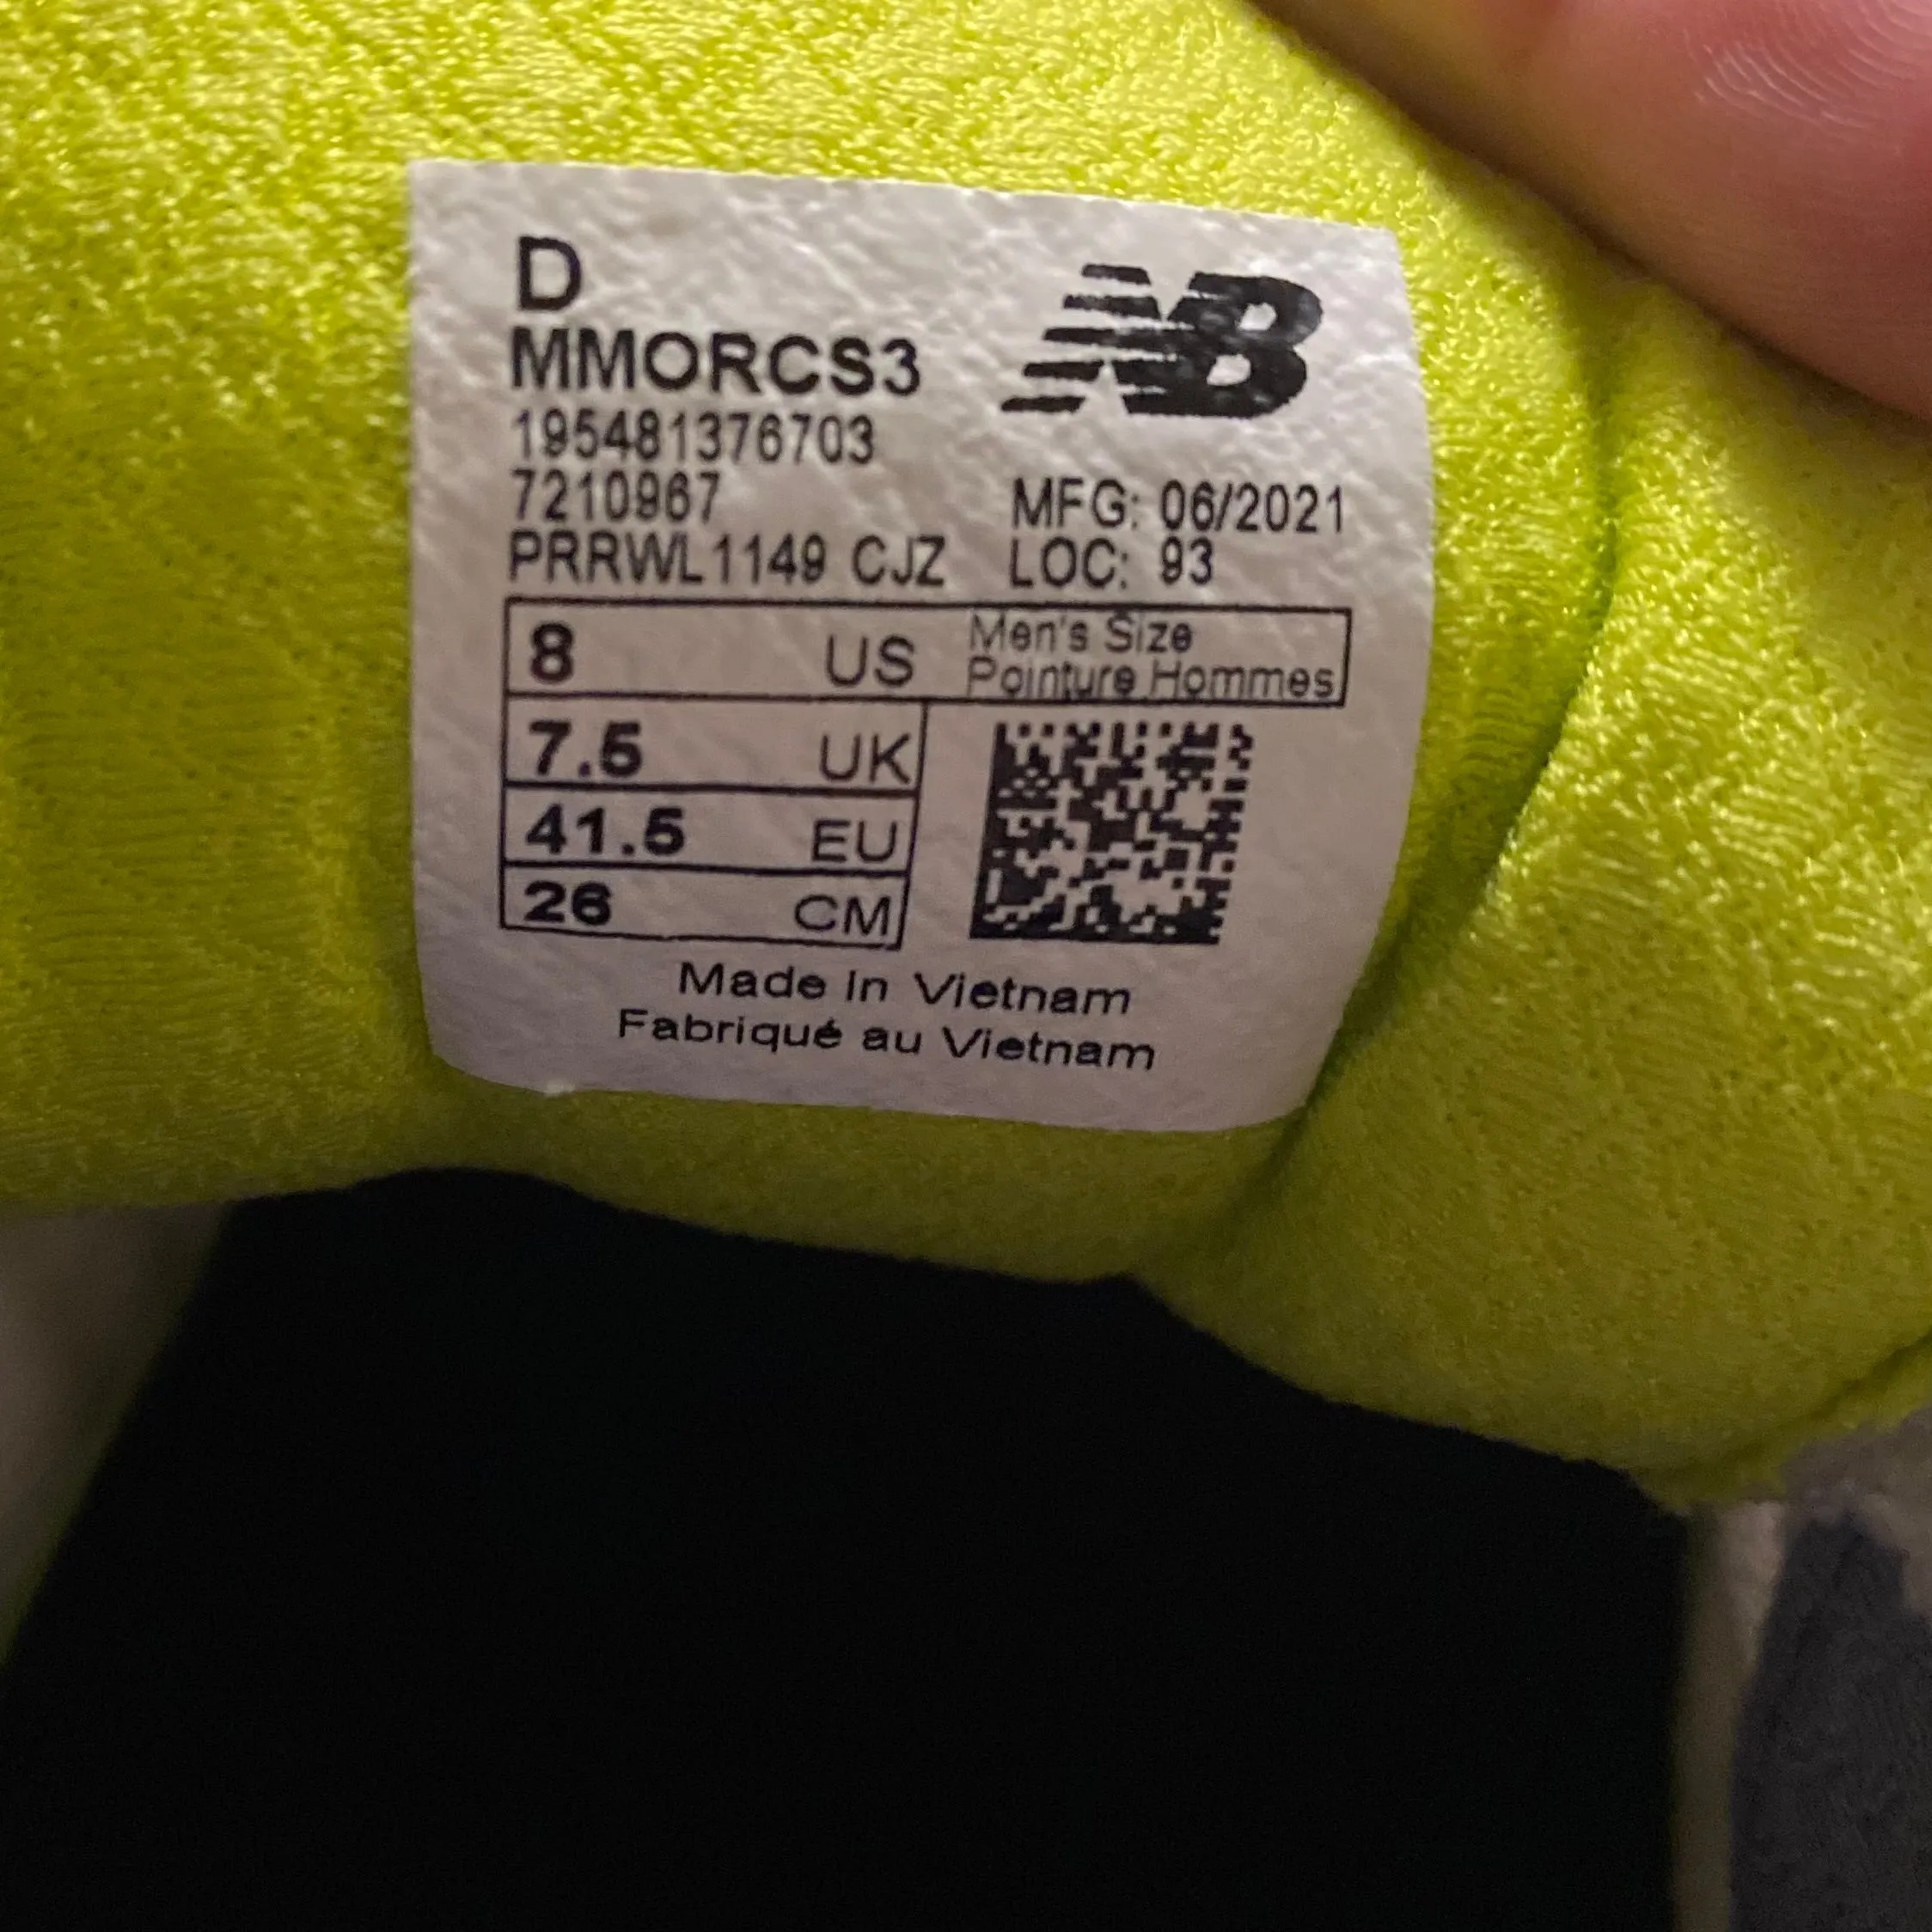 D
MMORCS3
NB
195481376703
7210967
MFG: 06/2021
PRRWL1149 CJZ
LOC: 93
8 US
Men's Size
Pointure Hommes
7.5 UK
41.5 EU
26 CM
Made In Vietnam
Fabriqué au Vietnam